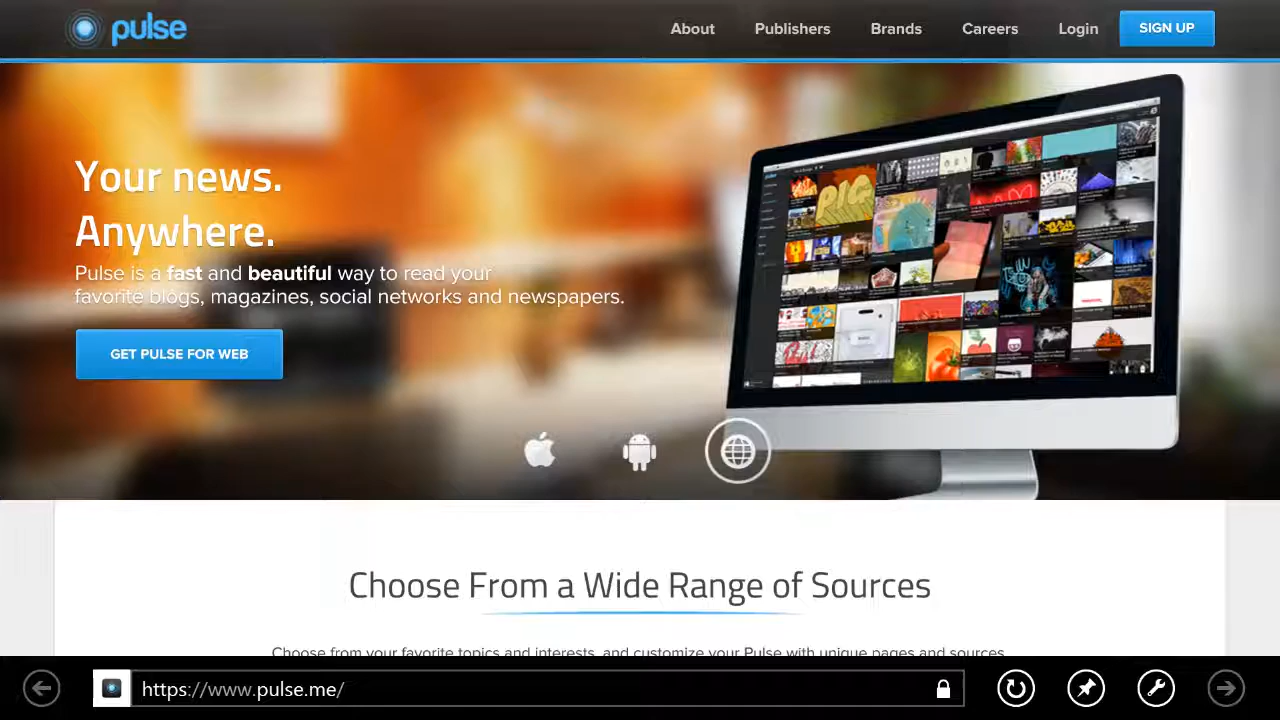 pulse
About Publishers Brands Careers Login SIGN UP
Your news.
Anywhere.
Pulse is a fast and beautiful way to read your
favorite blogs, magazines, social networks and newspapers.
GET PULSE FOR WEB
PIG
Choose From a Wide Range of Sources
Choose from your favorite topics and interests, and customize your Pulse with unique pages and sources
https://www.pulse.me/